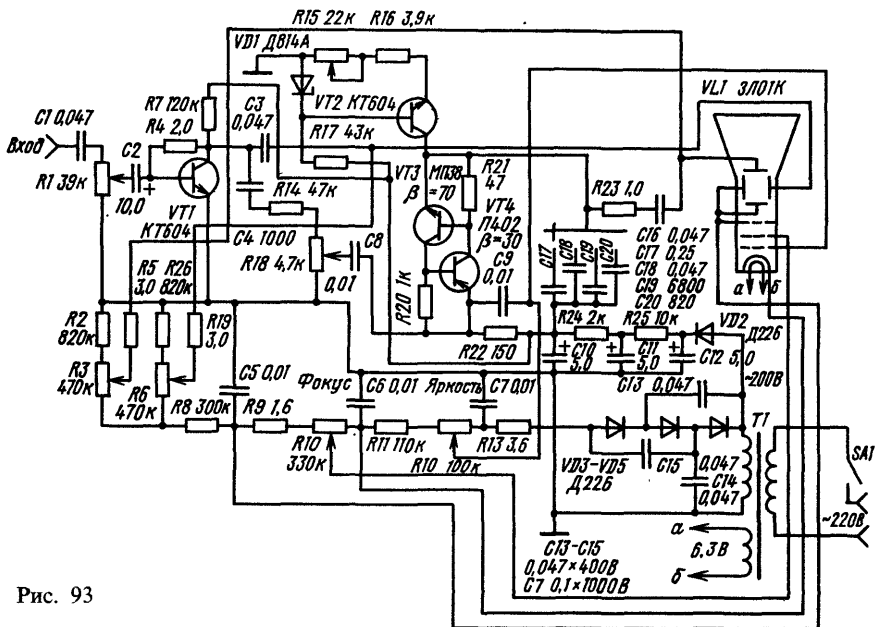 R15 22к R16 3,9к
VD1 Д814А
VL1 3Л01К
R7 120к
C3
0,047
VT2 КТ604
C1 0,047
R4 2,0
Вход
C2
R17 43к
R1 39к
10,0
VT1
КТ604
R14 47к
VT3
МП38
β ≈70
R21
47
VT4
П402
β=30
R23 1,0
C4 1000
R18 4,7к
C8
0,01
C9
0,01
C17
C18
C19
C20
C16 0,047
C17 0,25
C18 0,047
C19 6800
C20 820
а
б
R5 R26
3,0 820к
R20 1к
R2
820к
R19
3,0
R22 150
R24 2к
R25 10к
VD2
Д226
R3
470к
R6
470к
C5 0,01
C10
5,0
C11
5,0
C12 5,0
~200В
Фокус
C6 0,01
Яркость
C7 0,01
C13 0,047
T1
R8 300к
R9 1,6
R10
330к
R11 110к
R10 100к
R13 3,6
VD3-VD5
Д226
C15
0,047
C14
0,047
SA1
~220В
а
6,3В
б
C13-C15
0,047×400В
C7 0,1×1000В
Рис. 93